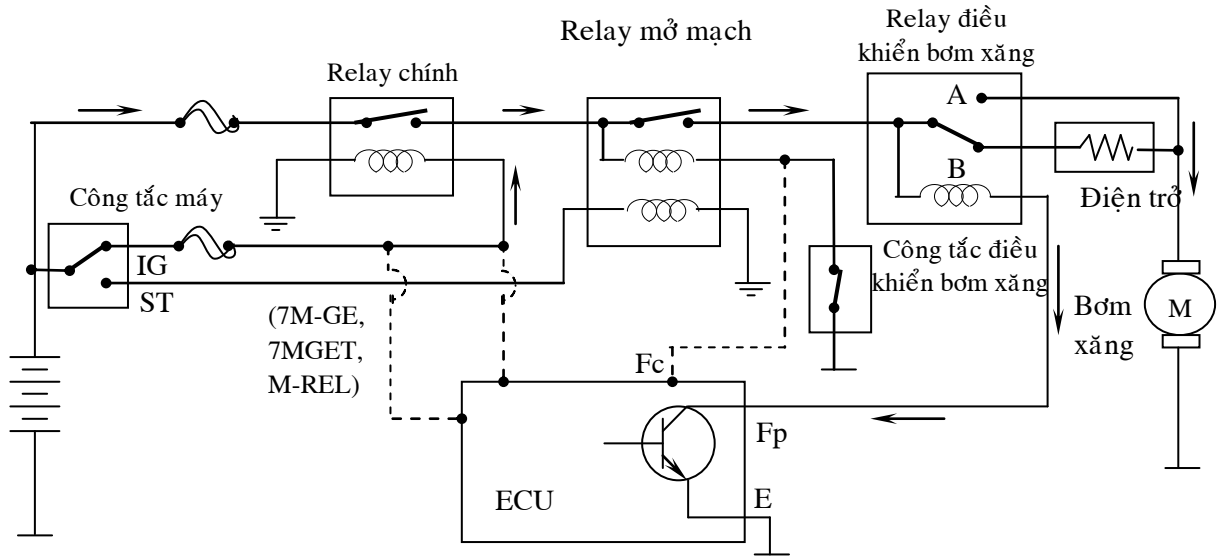 Relay điều
khiển bơm xăng
Relay mở mạch
Relay chính
A
B
Điện trở
Công tắc máy
IG
ST
Công tắc điều
khiển bơm xăng
(7M-GE,
7MGET,
M-REL)
Bơm
xăng
M
Fc
Fp
E
ECU